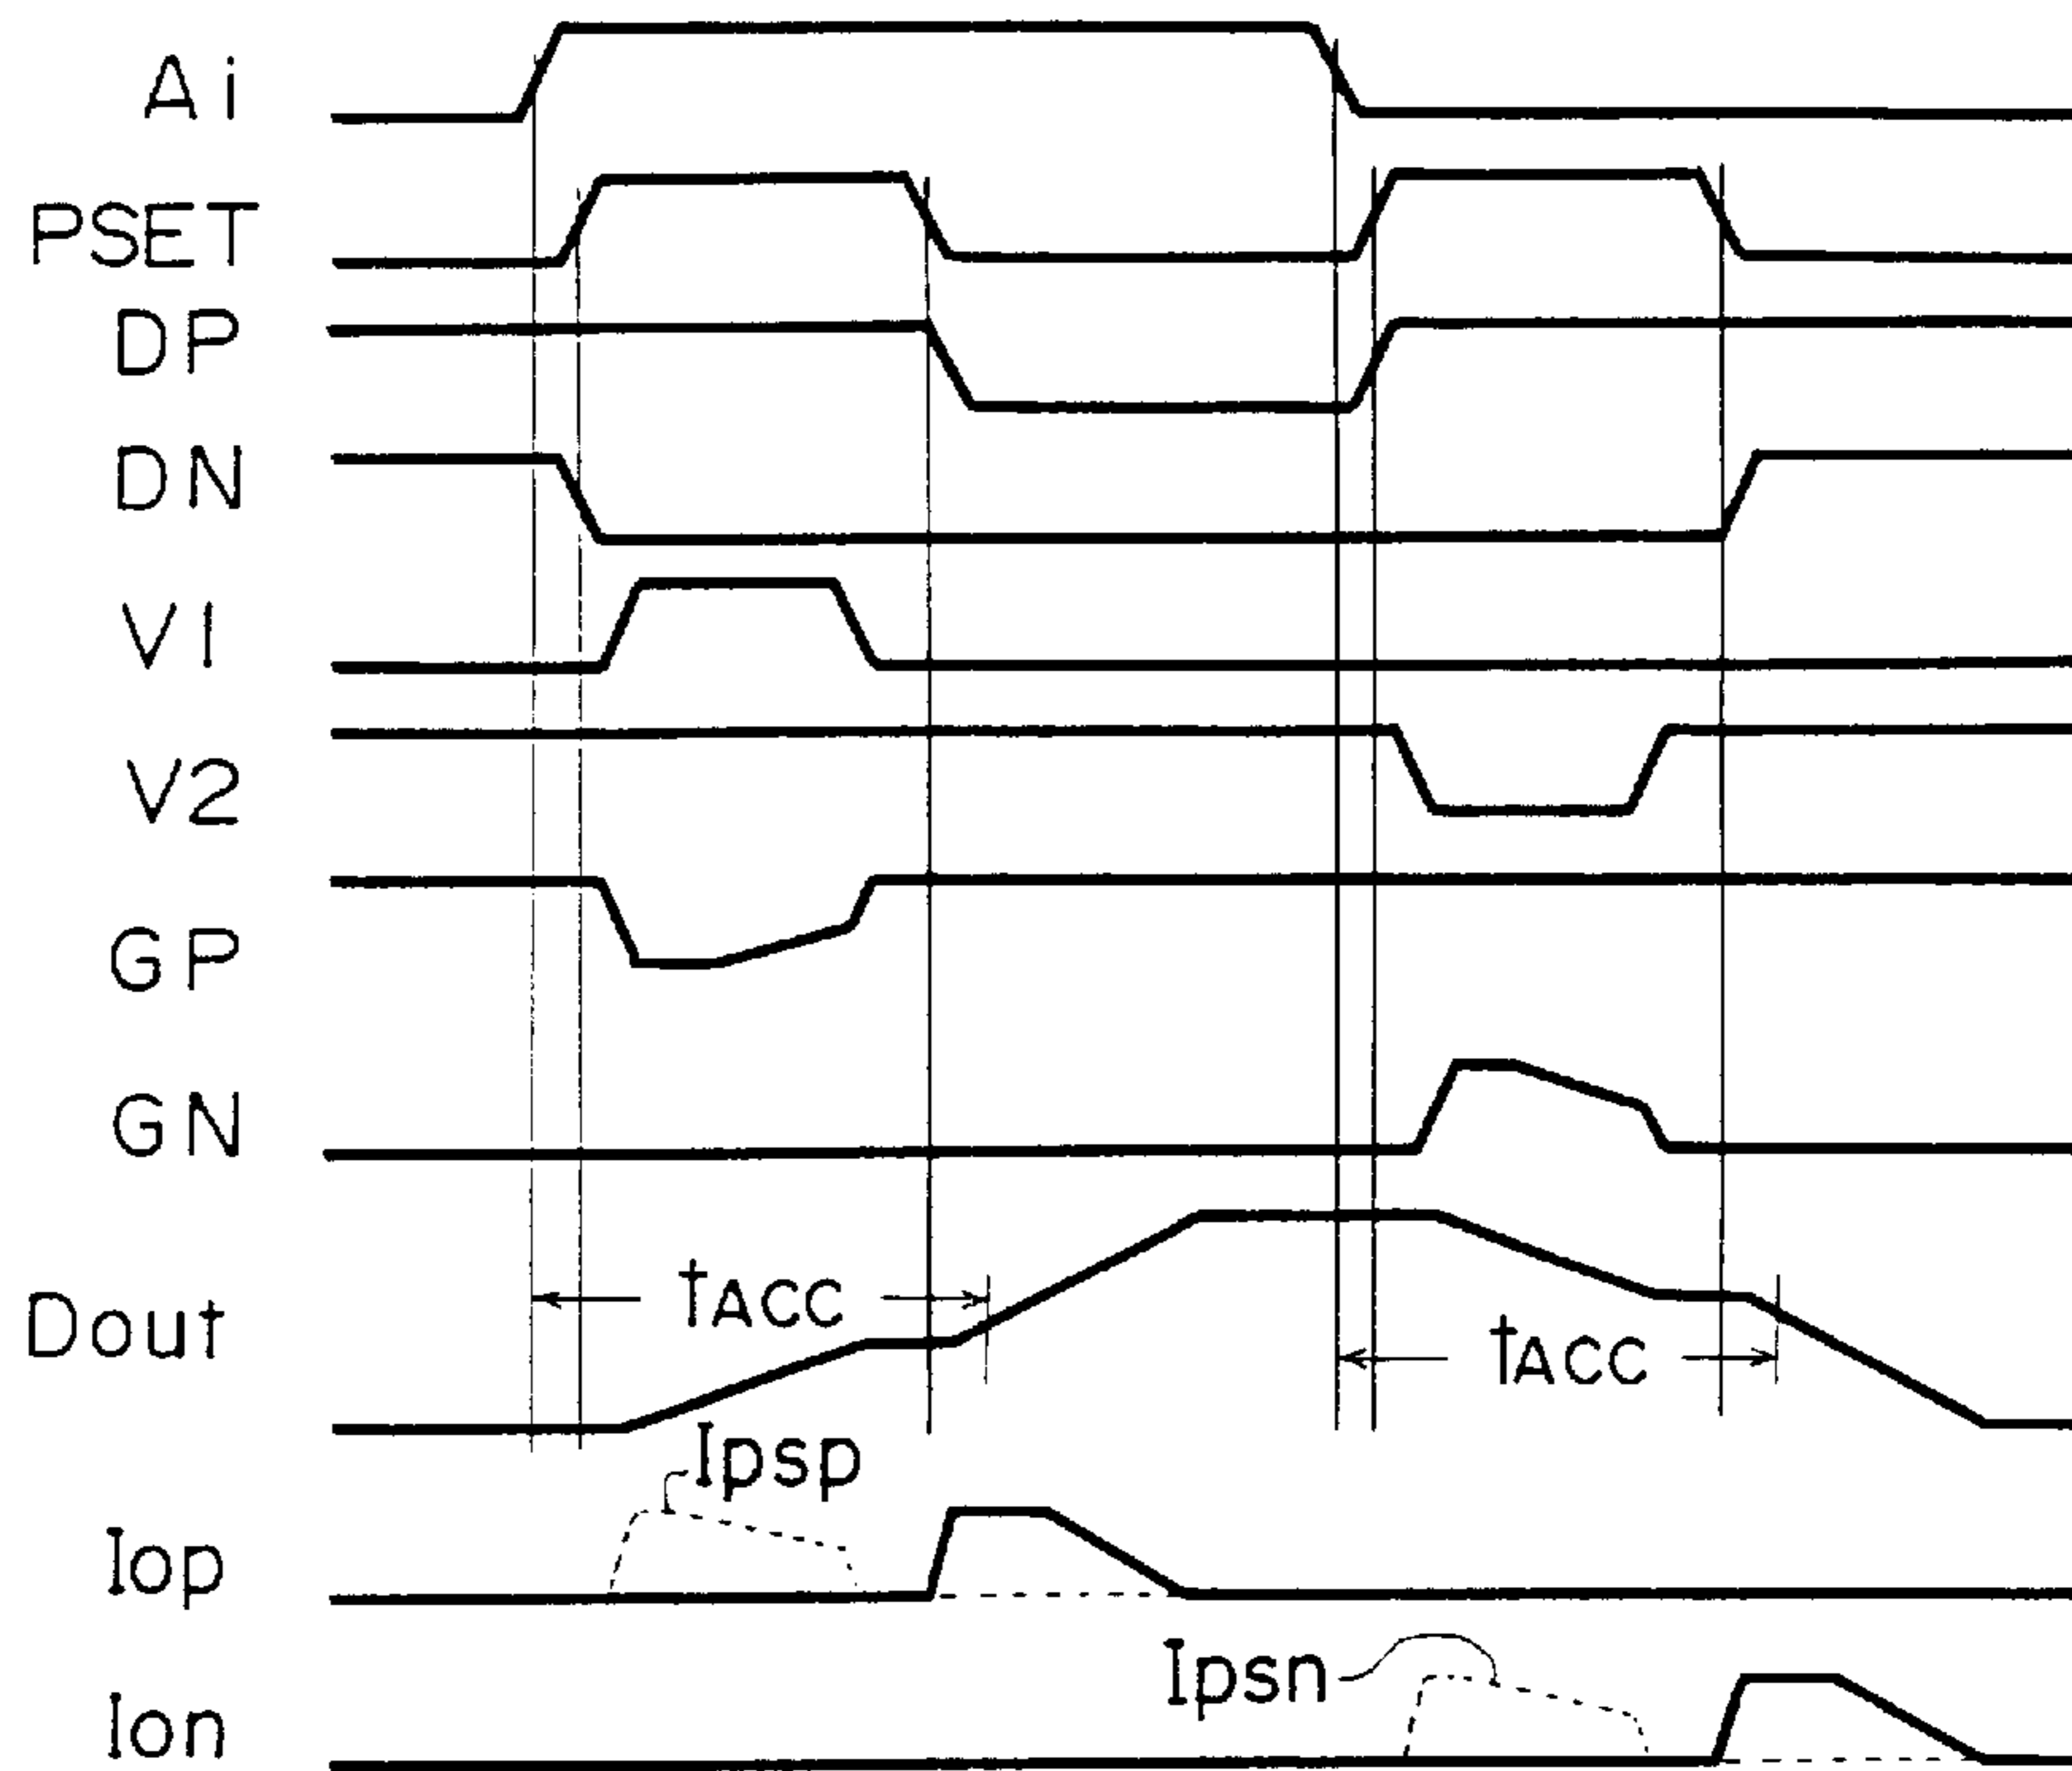 Ai
PSET
DP
DN
V1
V2
GP
GN
Dout
tACC
tACC
Ipsp
Iop
Ipsn
Ion